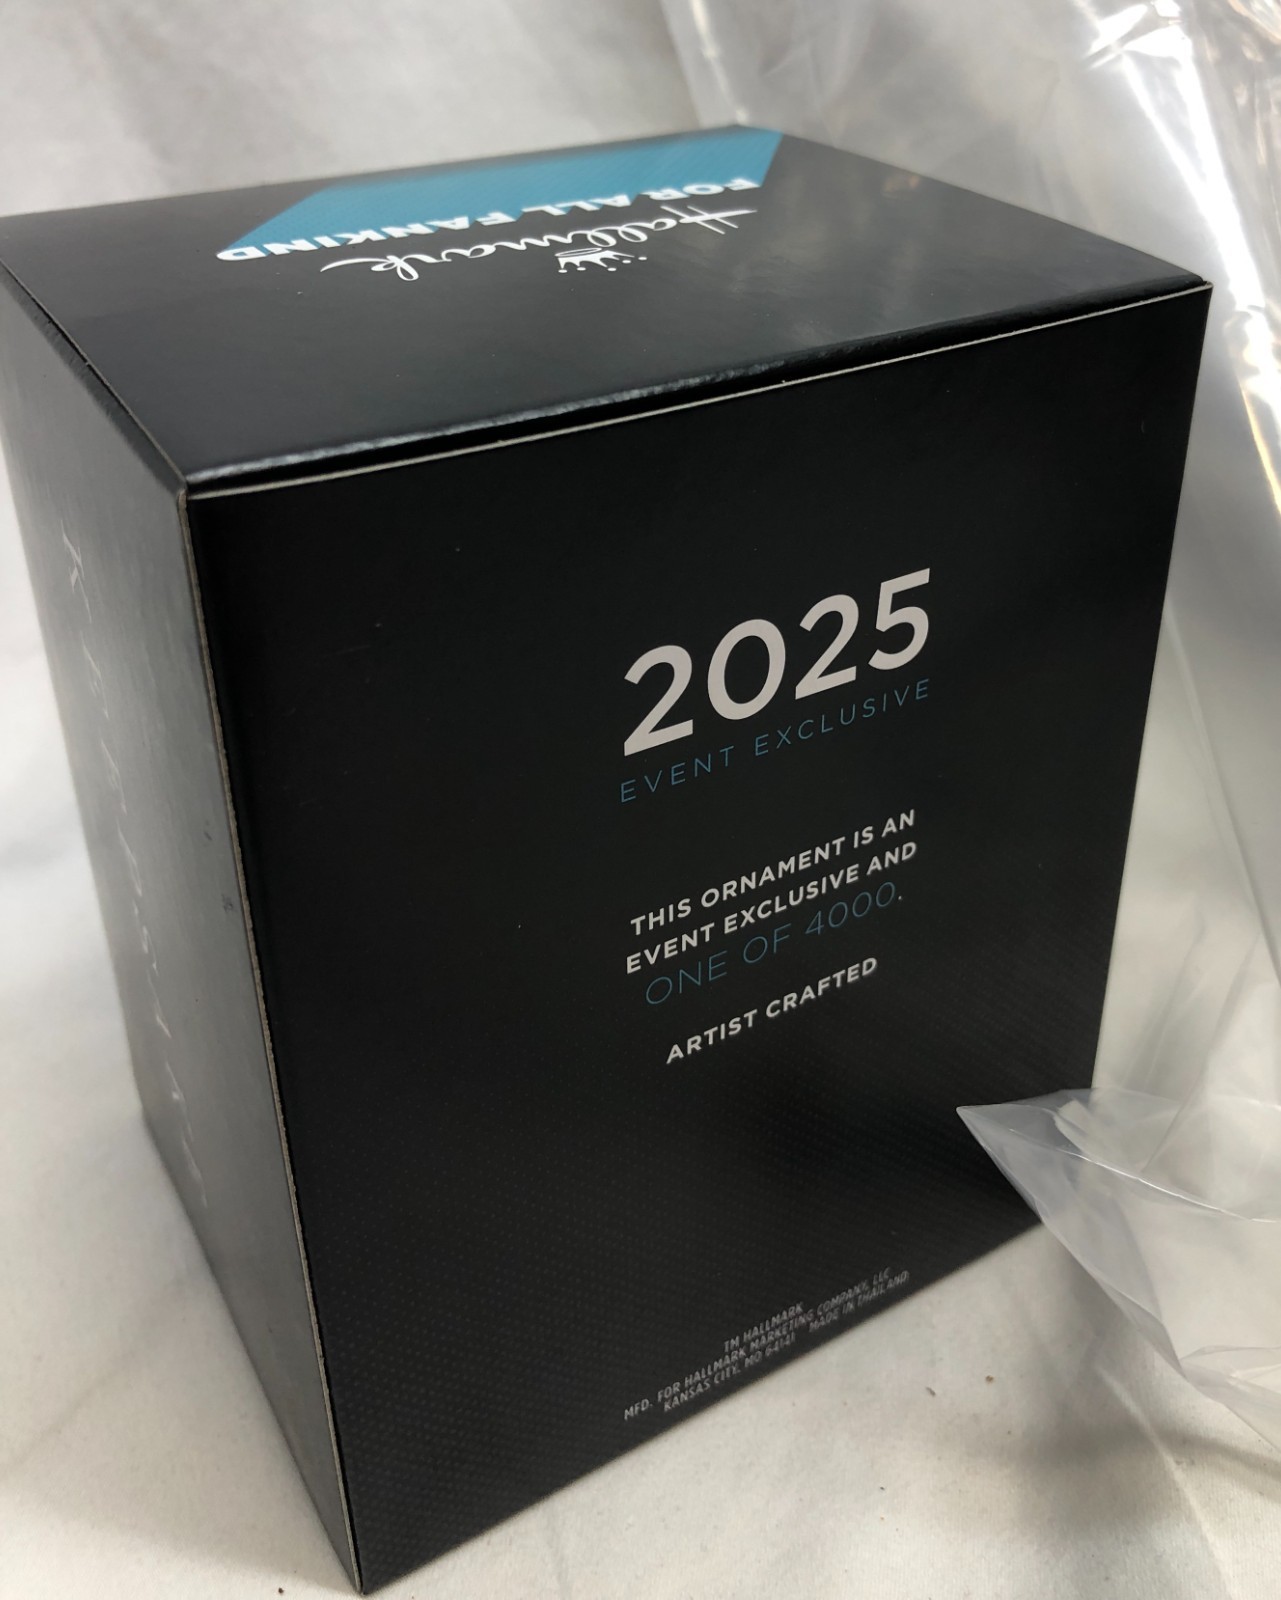 FOR ALL FANKIND
Hallmark
2025
EVENT EXCLUSIVE
THIS ORNAMENT IS AN
EVENT EXCLUSIVE AND
ONE OF 4000.
ARTIST CRAFTED
TM HALLMARK
MFD. FOR HALLMARK MARKETING COMPANY, LLC
KANSAS CITY, MO 64141 MADE IN THAILAND